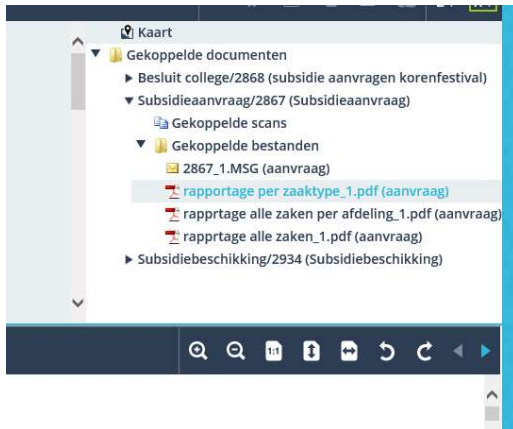 Kaart
Gekoppelde documenten
Besluit college/2868 (subsidie aanvragen korenfestival)
Subsidieaanvraag/2867 (Subsidieaanvraag)
Gekoppelde scans
Gekoppelde bestanden
2867_1.MSG (aanvraag)
rapportage per zaaktype_1.pdf (aanvraag)
rapprtage alle zaken per afdeling_1.pdf (aanvraag)
rapprtage alle zaken_1.pdf (aanvraag)
Subsidiebeschikking/2934 (Subsidiebeschikking)
1:1